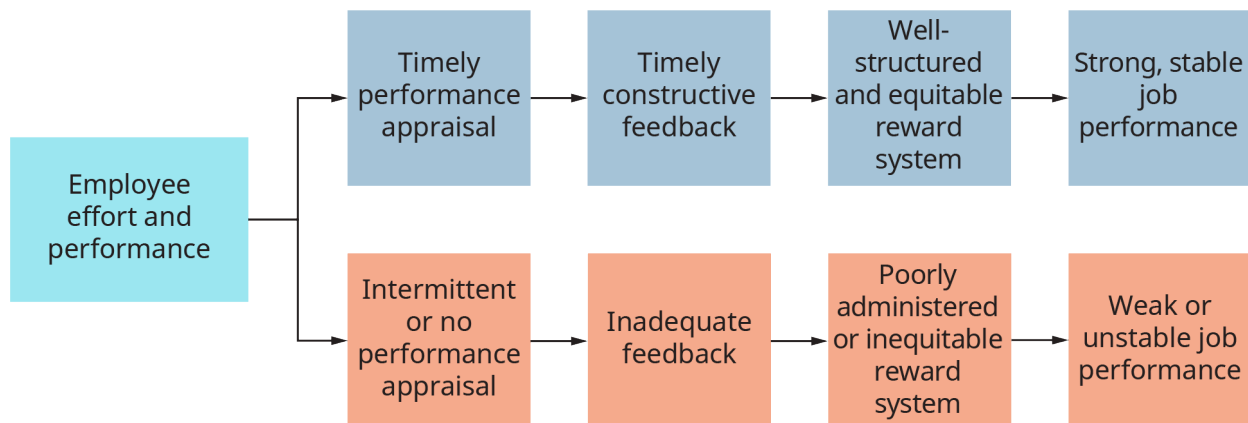 Employee
effort and
performance
Timely
performance
appraisal
Timely
constructive
feedback
Well-
structured
and equitable
reward
system
Strong, stable
job
performance
Intermittent
or no
performance
appraisal
Inadequate
feedback
Poorly
administered
or inequitable
reward
system
Weak or
unstable job
performance